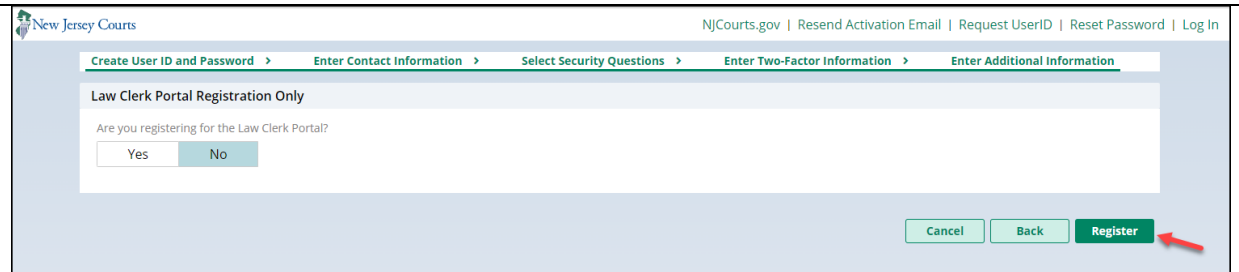 New Jersey Courts
NJCourts.gov | Resend Activation Email | Request UserID | Reset Password | Log In
Create User ID and Password > Enter Contact Information > Select Security Questions > Enter Two-Factor Information > Enter Additional Information
Law Clerk Portal Registration Only
Are you registering for the Law Clerk Portal?
Yes No
Cancel Back Register